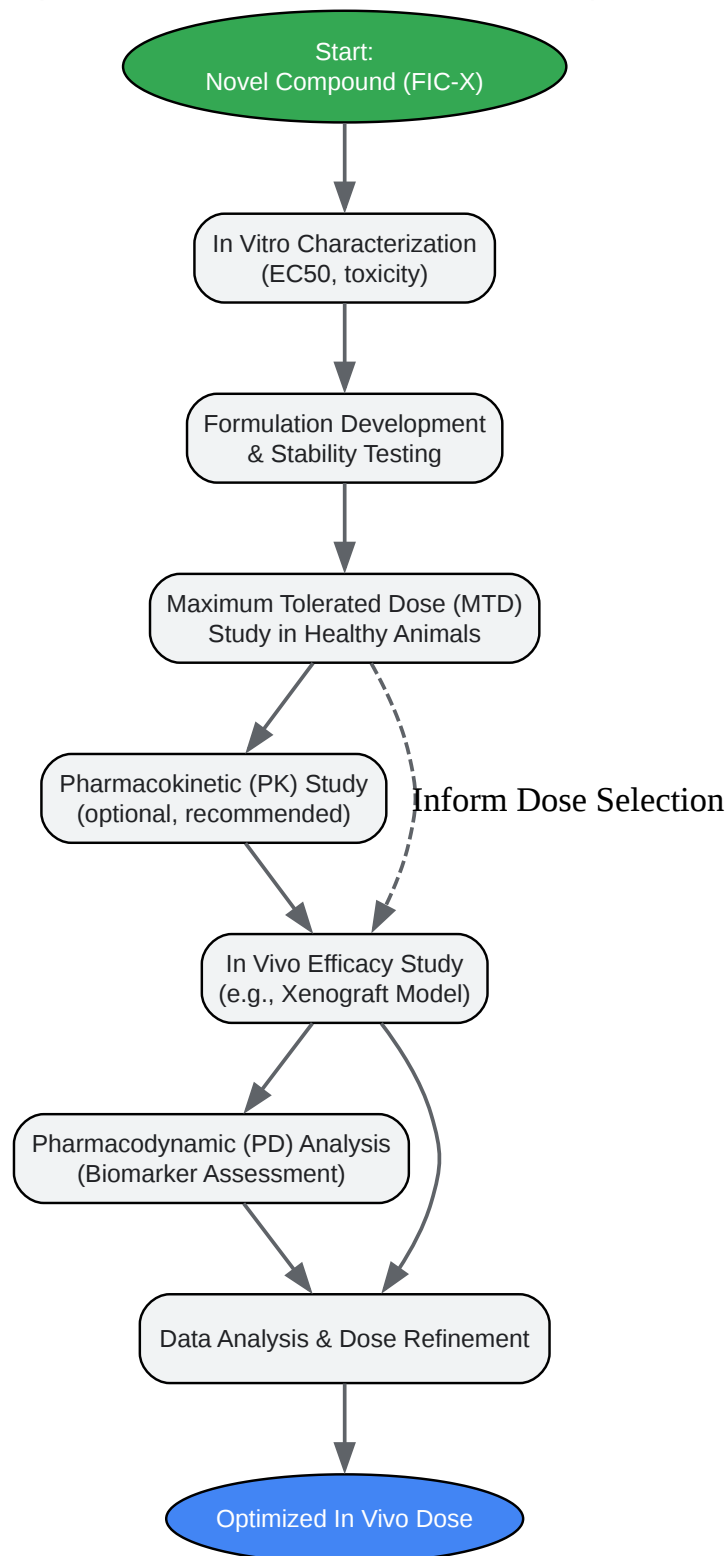 Start:
Novel Compound (FIC-X)
In Vitro Characterization
(EC50, toxicity)
Formulation Development
& Stability Testing
Maximum Tolerated Dose (MTD)
Study in Healthy Animals
Pharmacokinetic (PK) Study
(optional, recommended)
Inform Dose Selection
In Vivo Efficacy Study
(e.g., Xenograft Model)
Pharmacodynamic (PD) Analysis
(Biomarker Assessment)
Data Analysis & Dose Refinement
Optimized In Vivo Dose